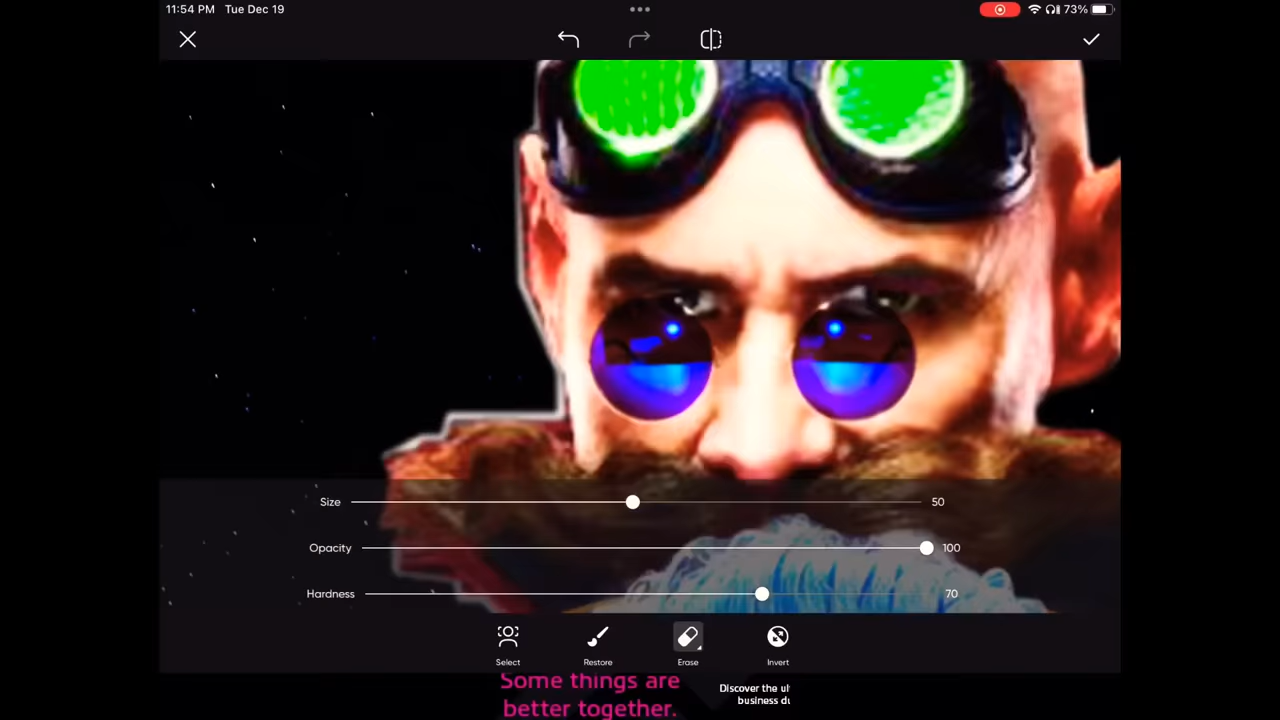 11:54 PM Tue Dec 19
73%
Size 50
Opacity 100
Hardness 70
Select Restore Erase Invert
Some things are
better together.
Discover the ul
business du